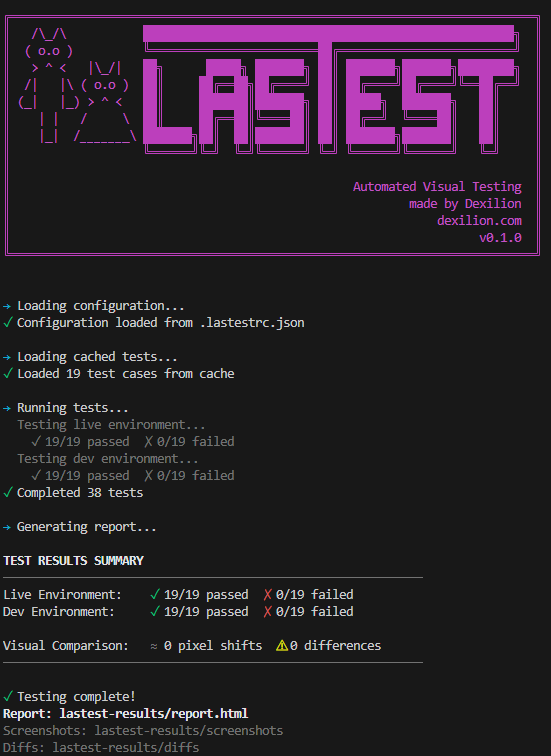 LASTEST
Automated Visual Testing
made by Dexilion
dexilion.com
v0.1.0
→ Loading configuration...
✓ Configuration loaded from .lastestrc.json
→ Loading cached tests...
✓ Loaded 19 test cases from cache
→ Running tests...
Testing live environment...
✓ 19/19 passed ✗ 0/19 failed
Testing dev environment...
✓ 19/19 passed ✗ 0/19 failed
✓ Completed 38 tests
→ Generating report...
TEST RESULTS SUMMARY
Live Environment: ✓ 19/19 passed ✗ 0/19 failed
Dev Environment: ✓ 19/19 passed ✗ 0/19 failed
Visual Comparison: ≈ 0 pixel shifts ⚠ 0 differences
✓ Testing complete!
Report: lastest-results/report.html
Screenshots: lastest-results/screenshots
Diffs: lastest-results/diffs